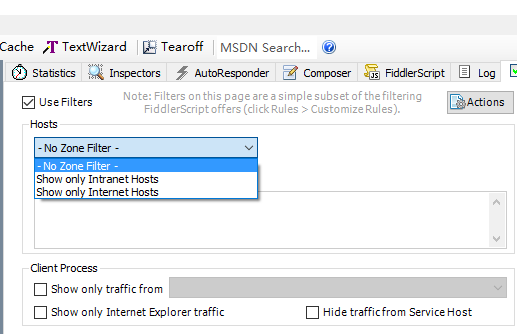 Cache TextWizard Tearoff MSDN Search...
Statistics Inspectors AutoResponder Composer FiddlerScript Log
Use Filters
Note: Filters on this page are a simple subset of the filtering
FiddlerScript offers (click Rules > Customize Rules).
Actions
Hosts
- No Zone Filter -
- No Zone Filter -
Show only Intranet Hosts
Show only Internet Hosts
Client Process
Show only traffic from
Show only Internet Explorer traffic Hide traffic from Service Host